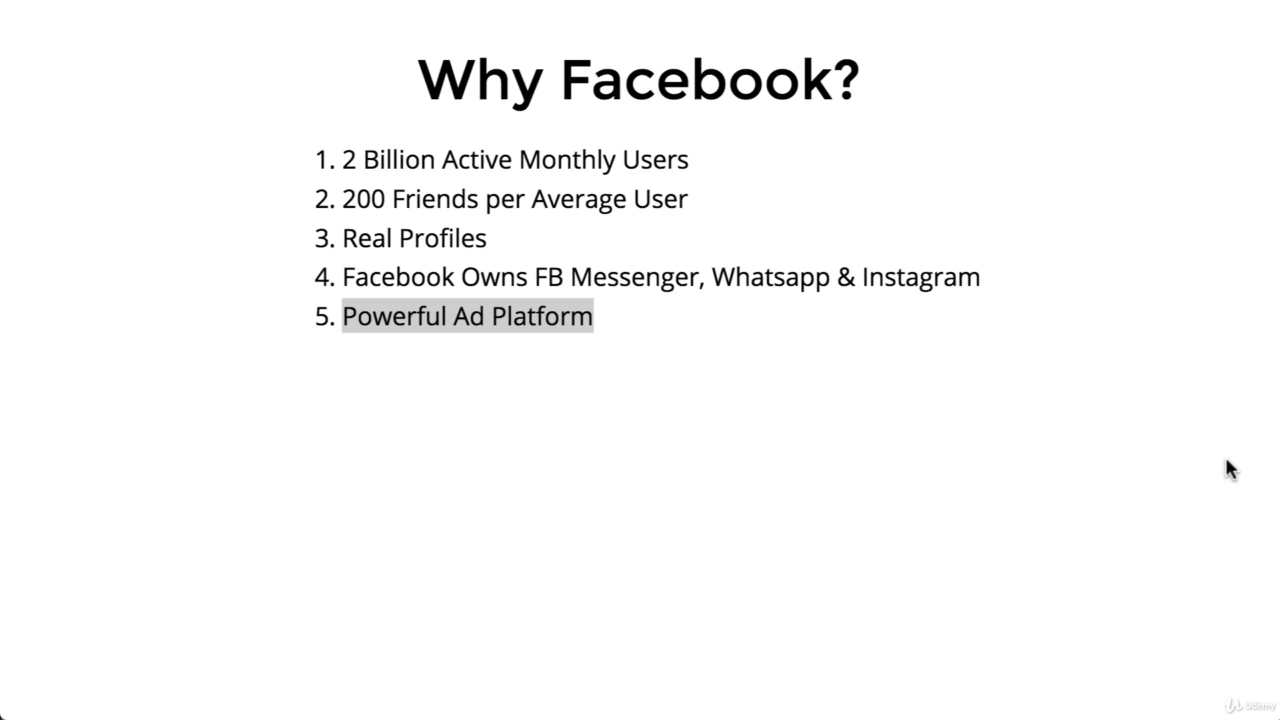 Why Facebook?
1. 2 Billion Active Monthly Users
2. 200 Friends per Average User
3. Real Profiles
4. Facebook Owns FB Messenger, Whatsapp & Instagram
5. Powerful Ad Platform
Udemy